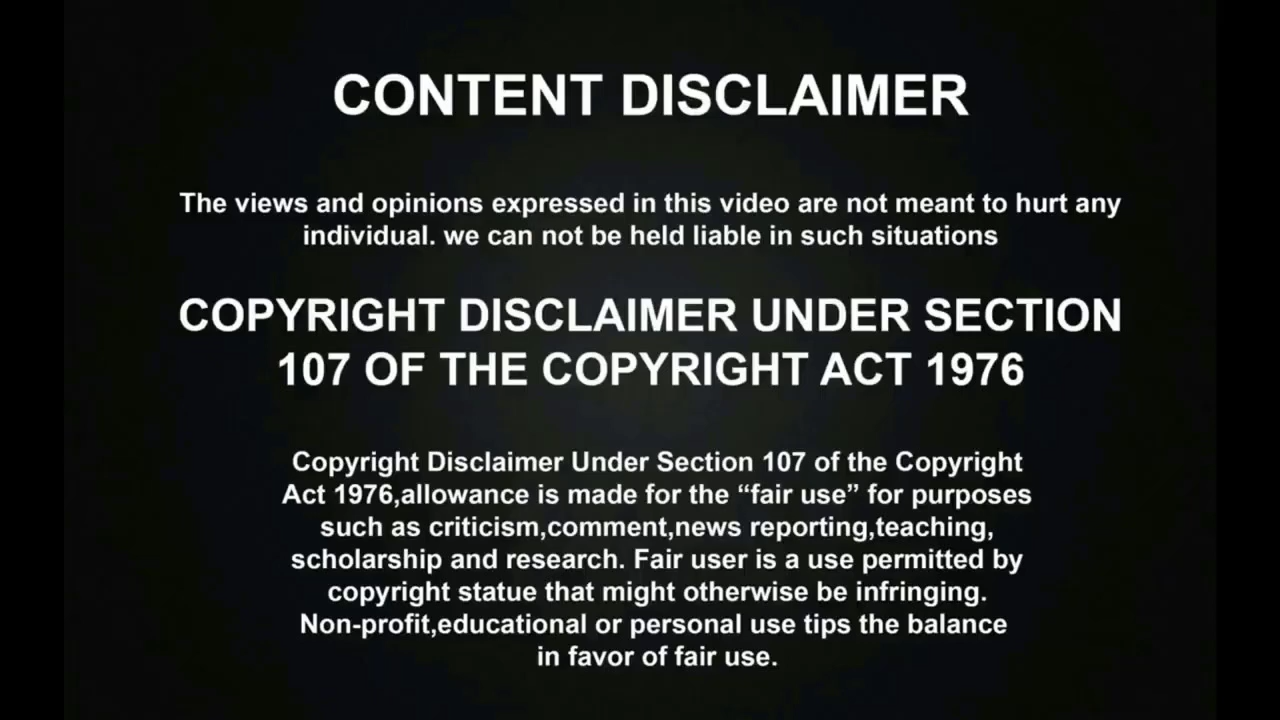 CONTENT DISCLAIMER
The views and opinions expressed in this video are not meant to hurt any
individual. we can not be held liable in such situations
COPYRIGHT DISCLAIMER UNDER SECTION
107 OF THE COPYRIGHT ACT 1976
Copyright Disclaimer Under Section 107 of the Copyright
Act 1976,allowance is made for the “fair use” for purposes
such as criticism,comment,news reporting,teaching,
scholarship and research. Fair user is a use permitted by
copyright statue that might otherwise be infringing.
Non-profit,educational or personal use tips the balance
in favor of fair use.